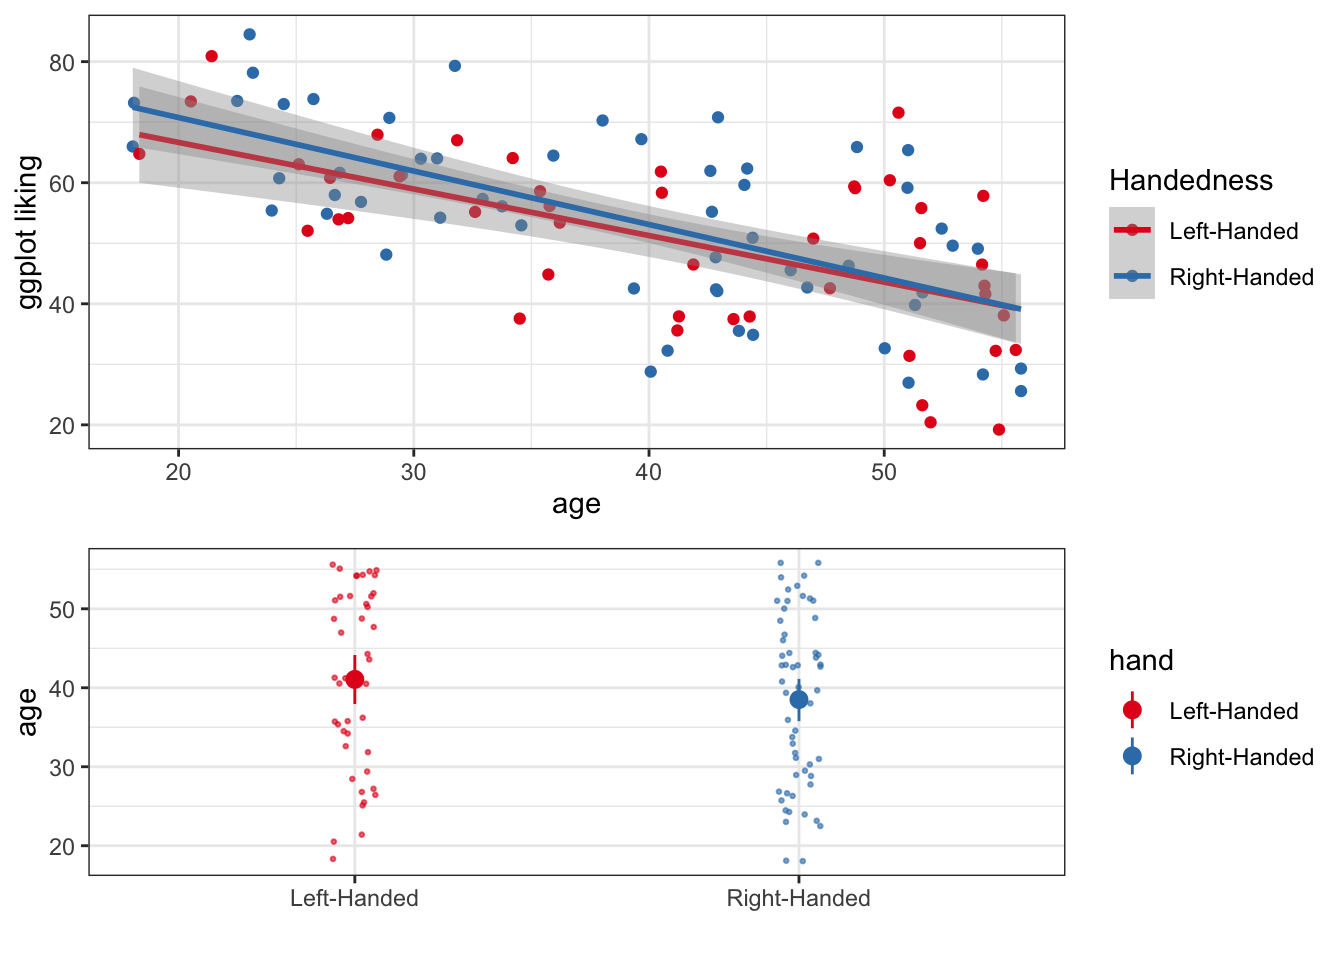 80
60
40
20
ggplot liking
20 30 40 50
age
Handedness
Left-Handed
Right-Handed
50
40
30
20
age
Left-Handed Right-Handed
hand
Left-Handed
Right-Handed